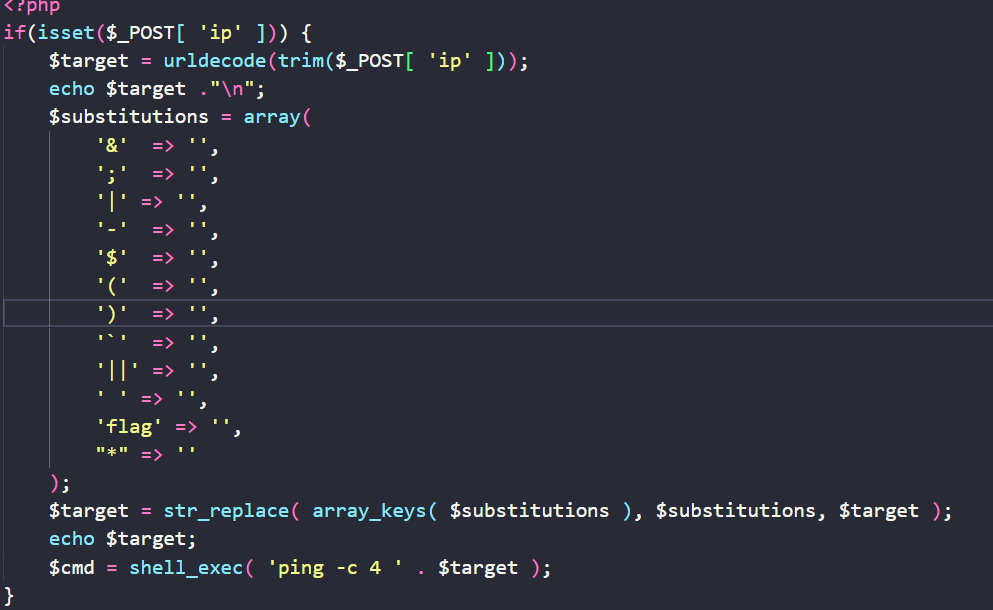 <?php
if(isset($_POST[ 'ip' ])) {
    $target = urldecode(trim($_POST[ 'ip' ]));
    echo $target ."\n";
    $substitutions = array(
        '&'  => '',
        ';'  => '',
        '|' => '',
        '-'  => '',
        '$'  => '',
        '('  => '',
        ')'  => '',
        '`'  => '',
        '||' => '',
        ' ' => '',
        'flag' => '',
        "*" => ''
    );
    $target = str_replace( array_keys( $substitutions ), $substitutions, $target );
    echo $target;
    $cmd = shell_exec( 'ping -c 4 ' . $target );
}